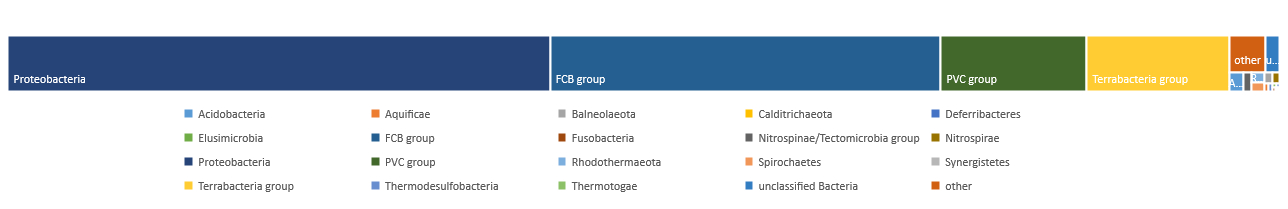 Proteobacteria
FCB group
PVC group
Terrabacteria group
other
u...
A...
Acidobacteria Aquificae Balneolaeota Calditrichaeota Deferribacteres
Elusimicrobia FCB group Fusobacteria Nitrospinae/Tectomicrobia group Nitrospirae
Proteobacteria PVC group Rhodothermaeota Spirochaetes Synergistetes
Terrabacteria group Thermodesulfobacteria Thermotogae unclassified Bacteria other